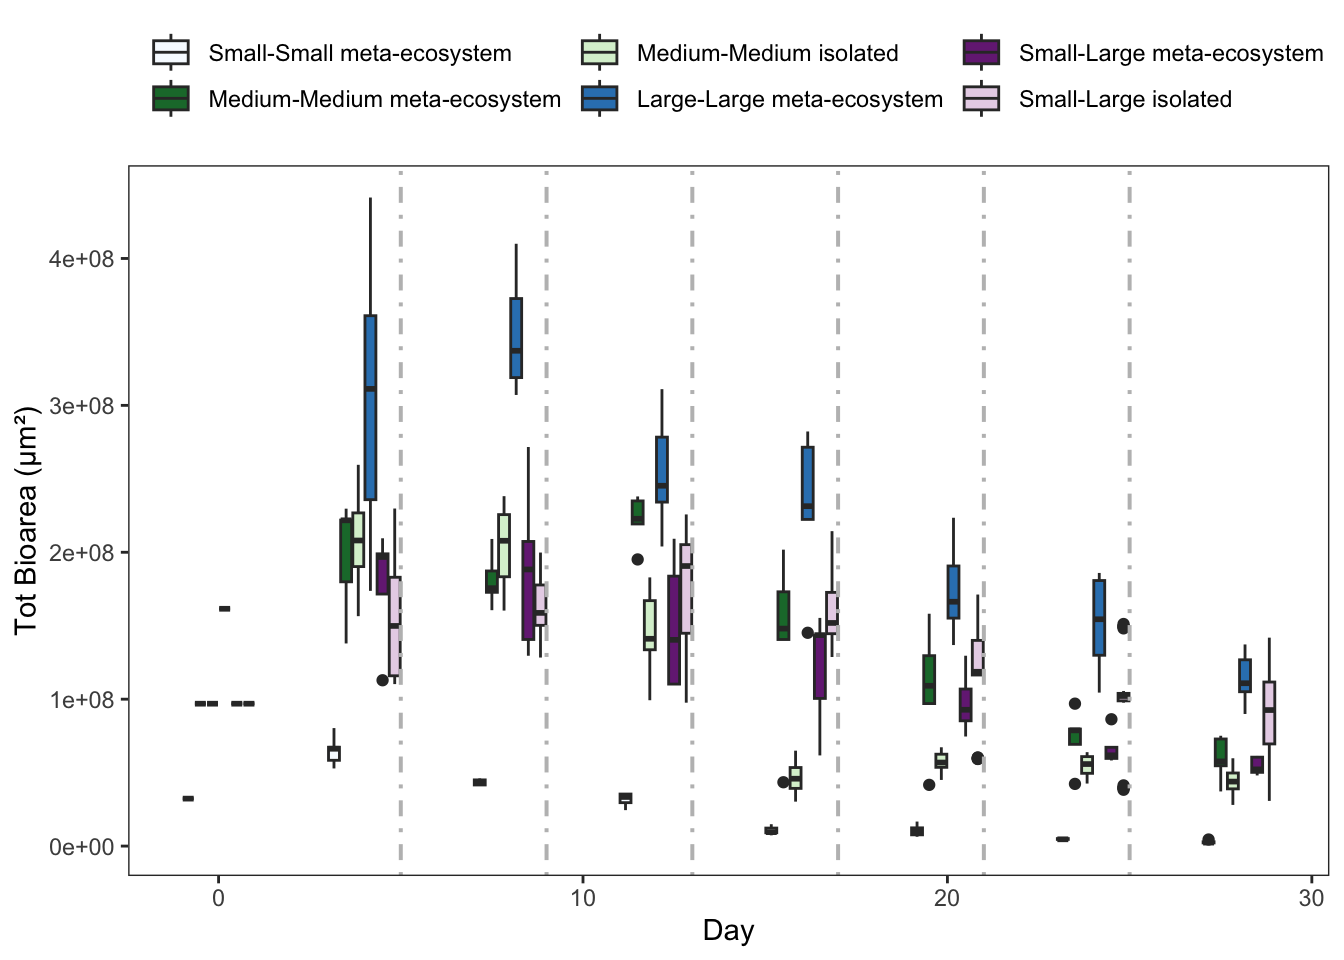 Small-Small meta-ecosystem Medium-Medium isolated Small-Large meta-ecosystem
Medium-Medium meta-ecosystem Large-Large meta-ecosystem Small-Large isolated
4e+08
3e+08
2e+08
1e+08
0e+00
Tot Bioarea (µm²)
0 10 20 30
Day